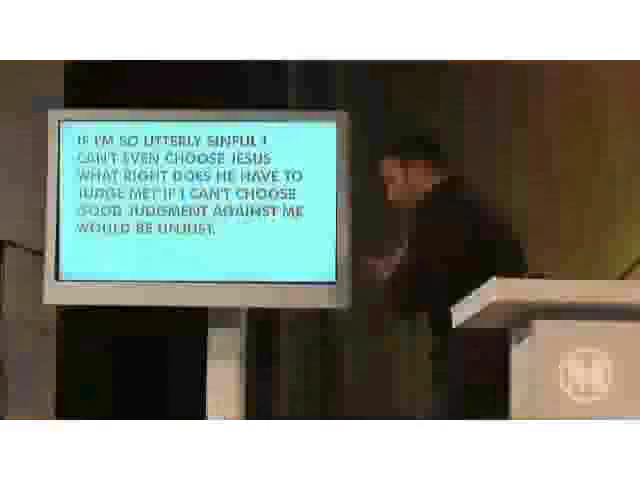 IF I'M SO UTTERLY SINFUL I
CAN'T EVEN CHOOSE JESUS
WHAT RIGHT DOES HE HAVE TO
JUDGE ME? IF I CAN'T CHOOSE
GOOD JUDGMENT AGAINST ME
WOULD BE UNJUST.